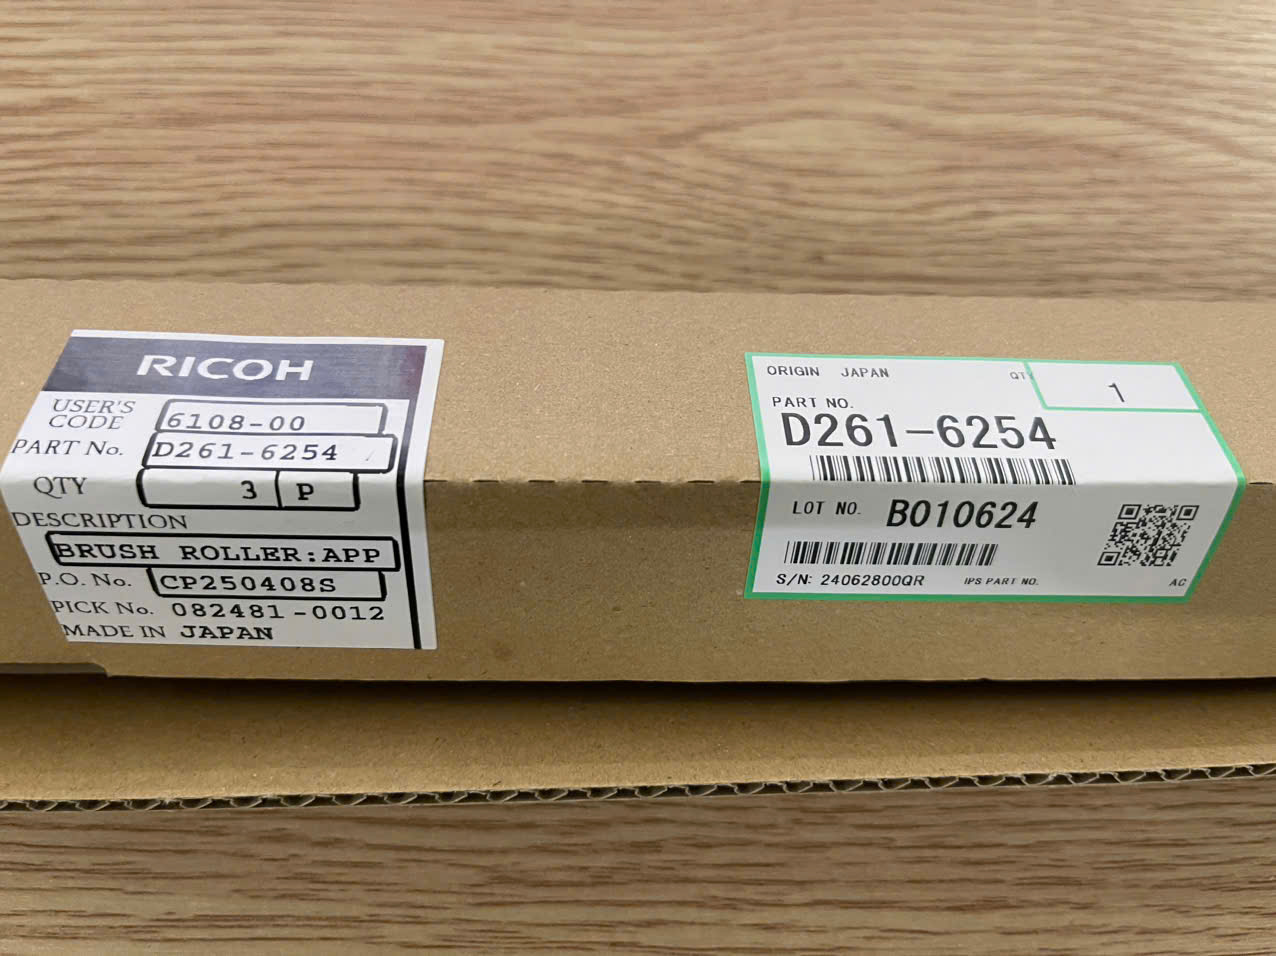 RICOH
USER'S CODE 6108-00
PART No. D261-6254
QTY 3 P
DESCRIPTION
BRUSH ROLLER:APP
P.O. No. CP250408S
PICK No. 082481-0012
MADE IN JAPAN
ORIGIN JAPAN QTY 1
PART NO.
D261-6254
LOT NO. B010624
S/N: 24062800QR IPS PART NO. AC